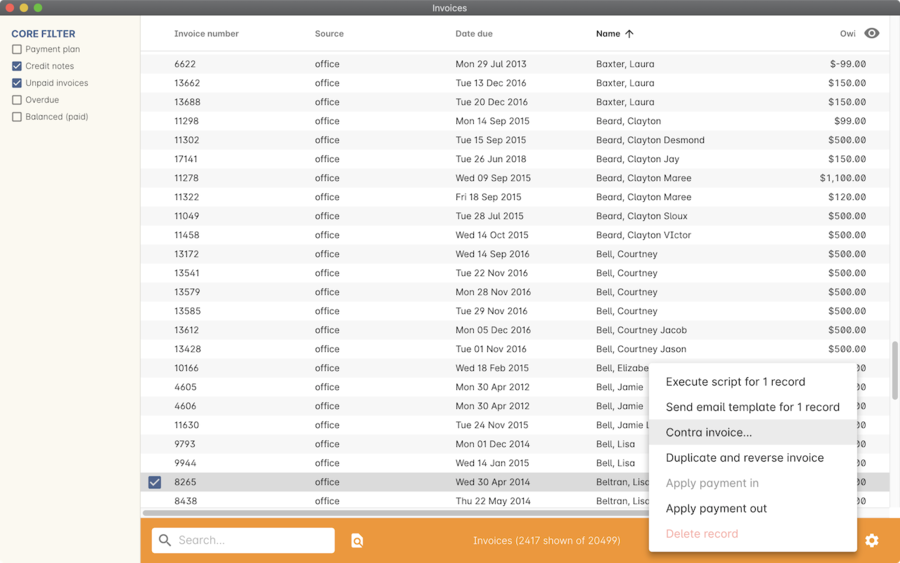 Invoices
CORE FILTER
Payment plan
Credit notes
Unpaid invoices
Overdue
Balanced (paid)
Invoice number Source Date due Name Owi
6622 office Mon 29 Jul 2013 Baxter, Laura $-99.00
13662 office Tue 13 Dec 2016 Baxter, Laura $150.00
13688 office Tue 20 Dec 2016 Baxter, Laura $150.00
11298 office Mon 14 Sep 2015 Beard, Clayton $99.00
11302 office Tue 15 Sep 2015 Beard, Clayton Desmond $500.00
17141 office Tue 26 Jun 2018 Beard, Clayton Jay $150.00
11278 office Wed 09 Sep 2015 Beard, Clayton Maree $1,100.00
11322 office Fri 18 Sep 2015 Beard, Clayton Maree $120.00
11049 office Tue 28 Jul 2015 Beard, Clayton Sloux $500.00
11458 office Wed 14 Oct 2015 Beard, Clayton VIctor $500.00
13172 office Wed 14 Sep 2016 Bell, Courtney $500.00
13541 office Tue 22 Nov 2016 Bell, Courtney $500.00
13579 office Mon 28 Nov 2016 Bell, Courtney $500.00
13585 office Tue 29 Nov 2016 Bell, Courtney $500.00
13612 office Mon 05 Dec 2016 Bell, Courtney Jacob $500.00
13428 office Tue 01 Nov 2016 Bell, Courtney Jason $500.00
10166 office Wed 18 Feb 2015 Bell, Elizabe
4605 office Mon 30 Apr 2012 Bell, Jamie
4606 office Mon 30 Apr 2012 Bell, Jamie
11630 office Tue 24 Nov 2015 Bell, Jamie L
9793 office Mon 01 Dec 2014 Bell, Lisa
9944 office Wed 14 Jan 2015 Bell, Lisa
8265 office Wed 30 Apr 2014 Beltran, Lisa
8438 office Thu 22 May 2014 Beltran, Lisa
Execute script for 1 record
Send email template for 1 record
Contra invoice...
Duplicate and reverse invoice
Apply payment in
Apply payment out
Delete record
Search...
Invoices (2417 shown of 20499)